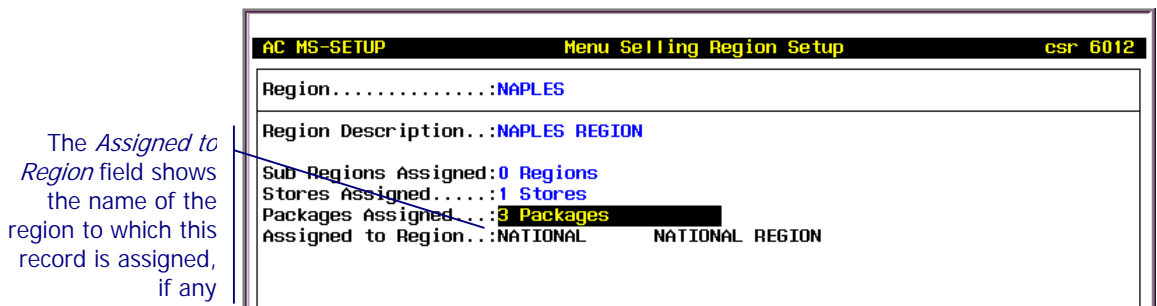 AC MS-SETUP Menu Selling Region Setup csr 6012
Region..............:NAPLES
Region Description..:NAPLES REGION
Sub Regions Assigned:0 Regions
Stores Assigned.....:1 Stores
Packages Assigned...:3 Packages
Assigned to Region..:NATIONAL NATIONAL REGION
The Assigned to
Region field shows
the name of the
region to which this
record is assigned,
if any